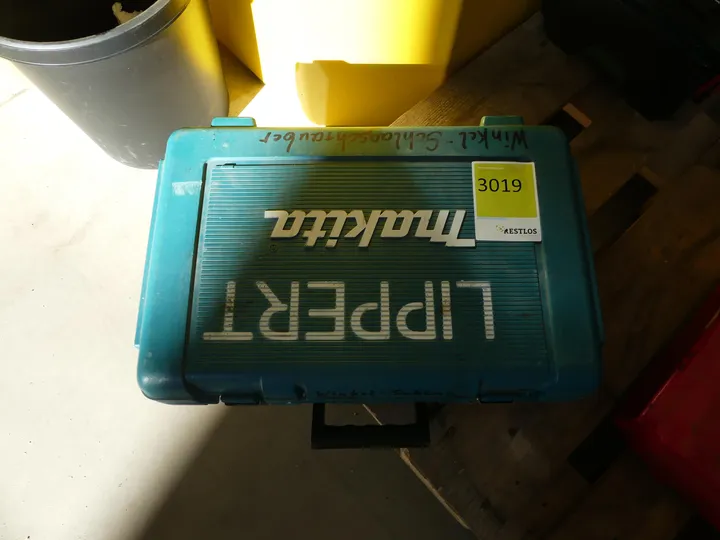 Winkel-Schlagschrauber
3019
RESTLOS
makita
LIPPERT